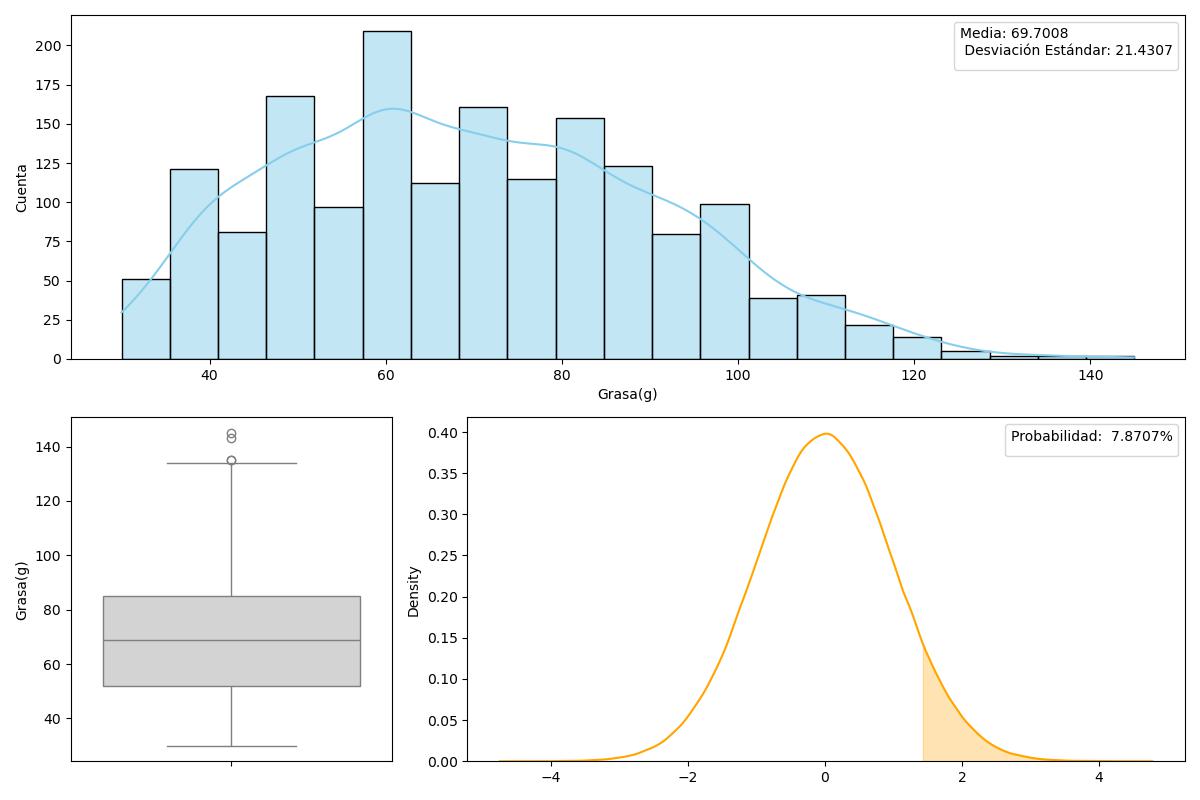 Media: 69.7008
Desviación Estándar: 21.4307
200
175
150
125
100
75
50
25
0
Cuenta
40 60 80 100 120 140
Grasa(g)
140
120
100
80
60
40
Grasa(g)
Probabilidad: 7.8707%
0.40
0.35
0.30
0.25
0.20
0.15
0.10
0.05
0.00
Density
−4 −2 0 2 4